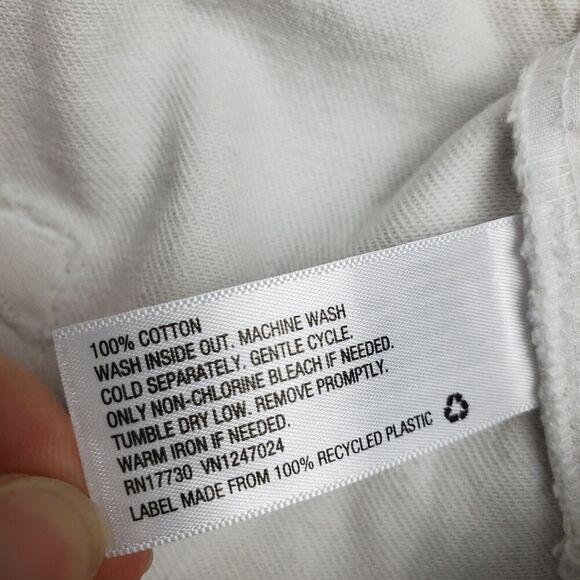 100% COTTON
WASH INSIDE OUT. MACHINE WASH
COLD SEPARATELY. GENTLE CYCLE.
ONLY NON-CHLORINE BLEACH IF NEEDED.
TUMBLE DRY LOW. REMOVE PROMPTLY.
WARM IRON IF NEEDED.
RN17730 VN1247024
LABEL MADE FROM 100% RECYCLED PLASTIC